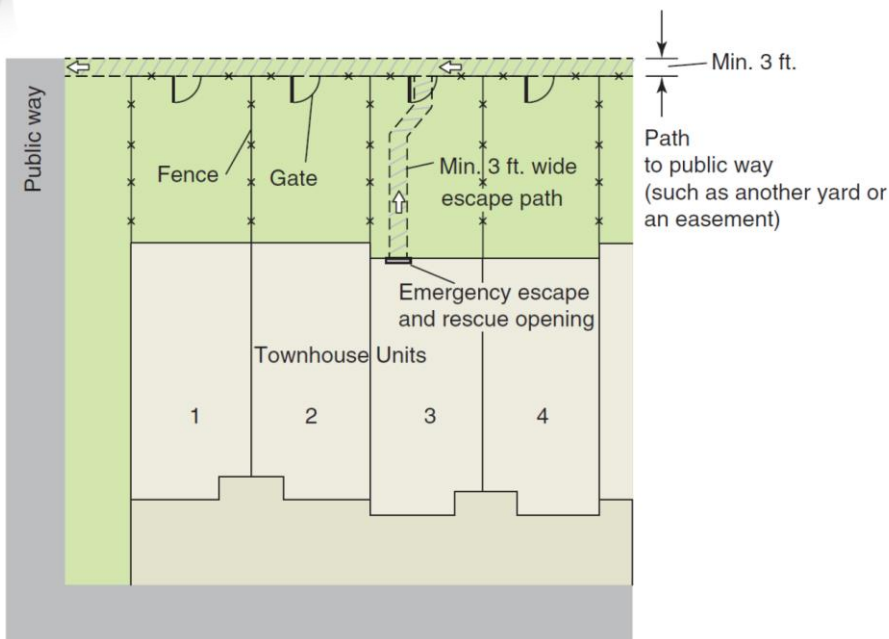 Min. 3 ft.
Public way
Path
to public way
(such as another yard or
an easement)
Fence
Gate
Min. 3 ft. wide
escape path
Emergency escape
and rescue opening
Townhouse Units
1
2
3
4